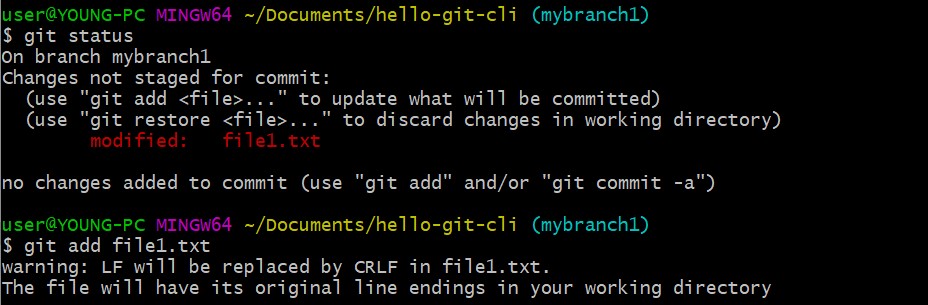 user@YOUNG-PC MINGW64 ~/Documents/hello-git-cli (mybranch1)
$ git status
On branch mybranch1
Changes not staged for commit:
  (use "git add <file>..." to update what will be committed)
  (use "git restore <file>..." to discard changes in working directory)
        modified:   file1.txt

no changes added to commit (use "git add" and/or "git commit -a")

user@YOUNG-PC MINGW64 ~/Documents/hello-git-cli (mybranch1)
$ git add file1.txt
warning: LF will be replaced by CRLF in file1.txt.
The file will have its original line endings in your working directory